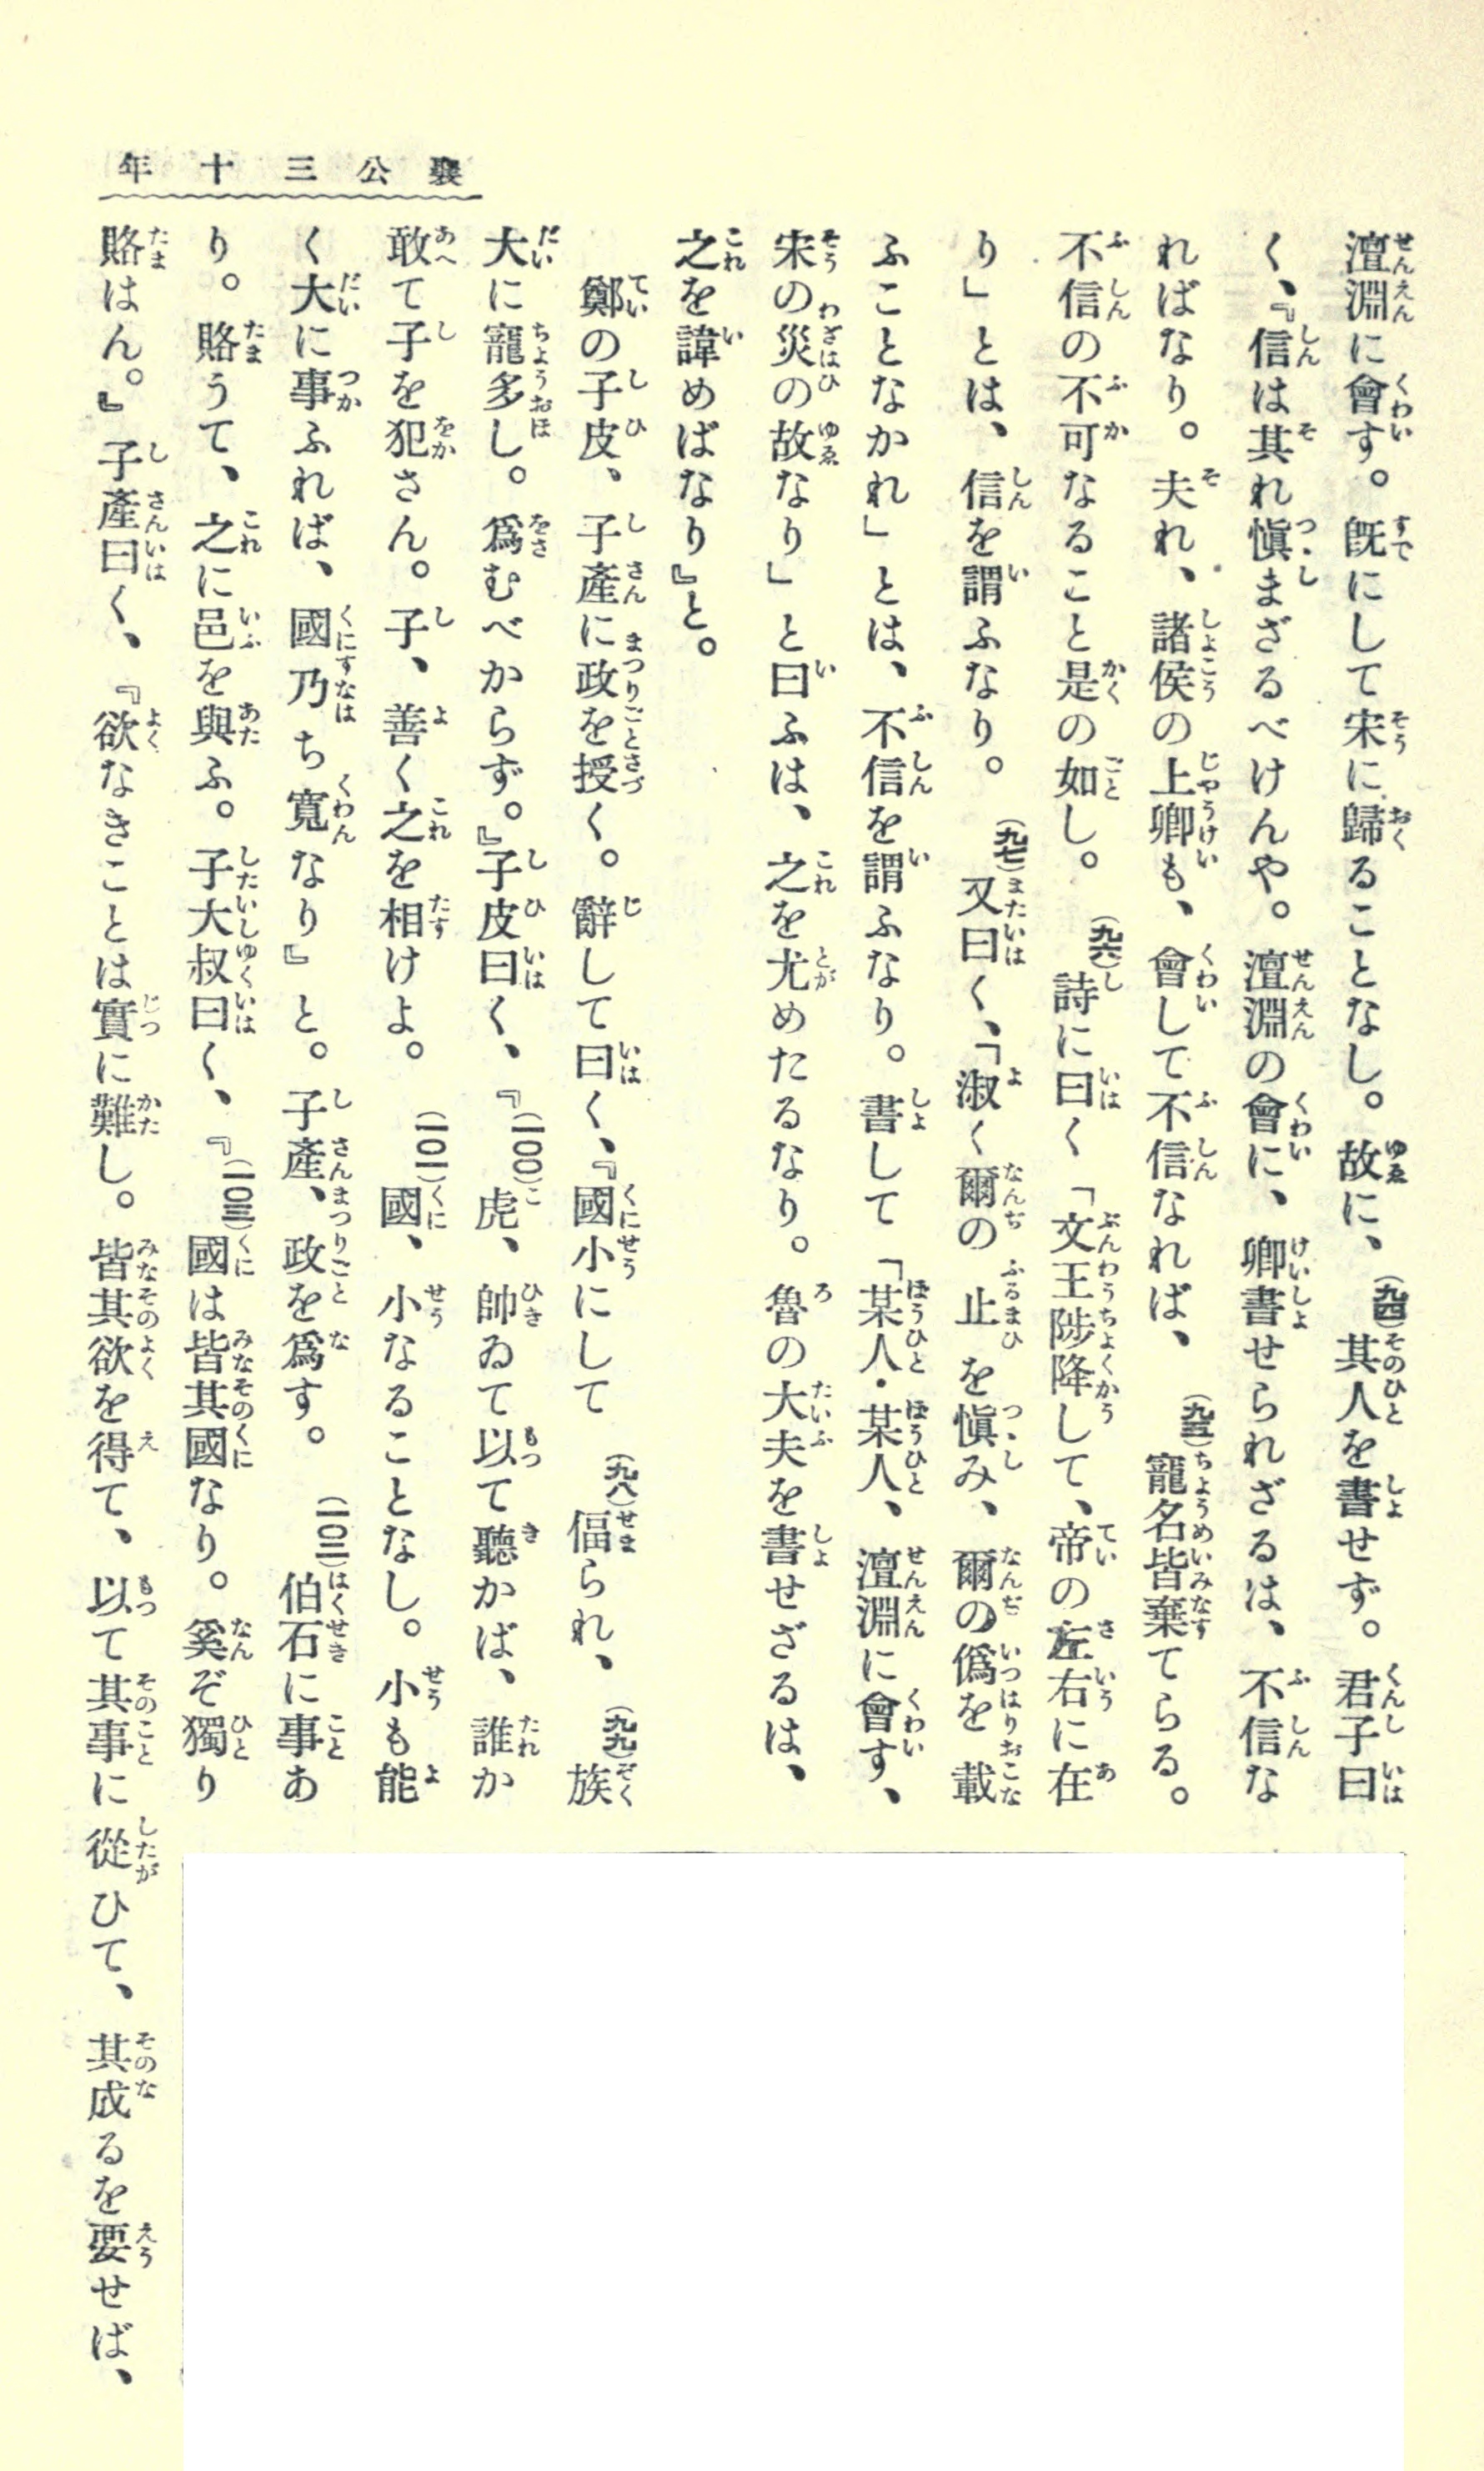 襄公三十年
澶淵に會す。既にして宋に歸ることなし。故に、(九四)其人を書せず。君子曰
く、『信は其れ愼まざるべけんや。澶淵の會に、卿書せられざるは、不信な
ればなり。夫れ、諸侯の上卿も、會して不信なれば、(九五)寵名皆棄てらる。
不信の不可なること是の如し。(九六)詩に曰く「文王陟降して、帝の左右に在
り」とは、信を謂ふなり。(九七)又曰く、「淑く爾の止を愼み、爾の僞を載
ふことなかれ」とは、不信を謂ふなり。書して「某人・某人、澶淵に會す、
宋の災の故なり」と曰ふは、之を尤めたるなり。魯の大夫を書せざるは、
之を諱めばなり』と。
鄭の子皮、子產に政を授く。辭して曰く、『國小にして(九八)偪られ、(九九)族
大に寵多し。爲むべからず。』子皮曰く、『(一〇〇)虎、帥ゐて以て聽かば、誰か
敢て子を犯さん。子、善く之を相けよ。(一〇一)國、小なることなし。小も能
く大に事ふれば、國乃ち寬なり』と。子產、政を爲す。(一〇二)伯石に事あ
り。賂うて、之に邑を與ふ。子大叔曰く、『(一〇三)國は皆其國なり。奚ぞ獨り
賂はん。』子產曰く、『欲なきことは實に難し。皆其欲を得て、以て其事に從ひて、其成るを要せば、